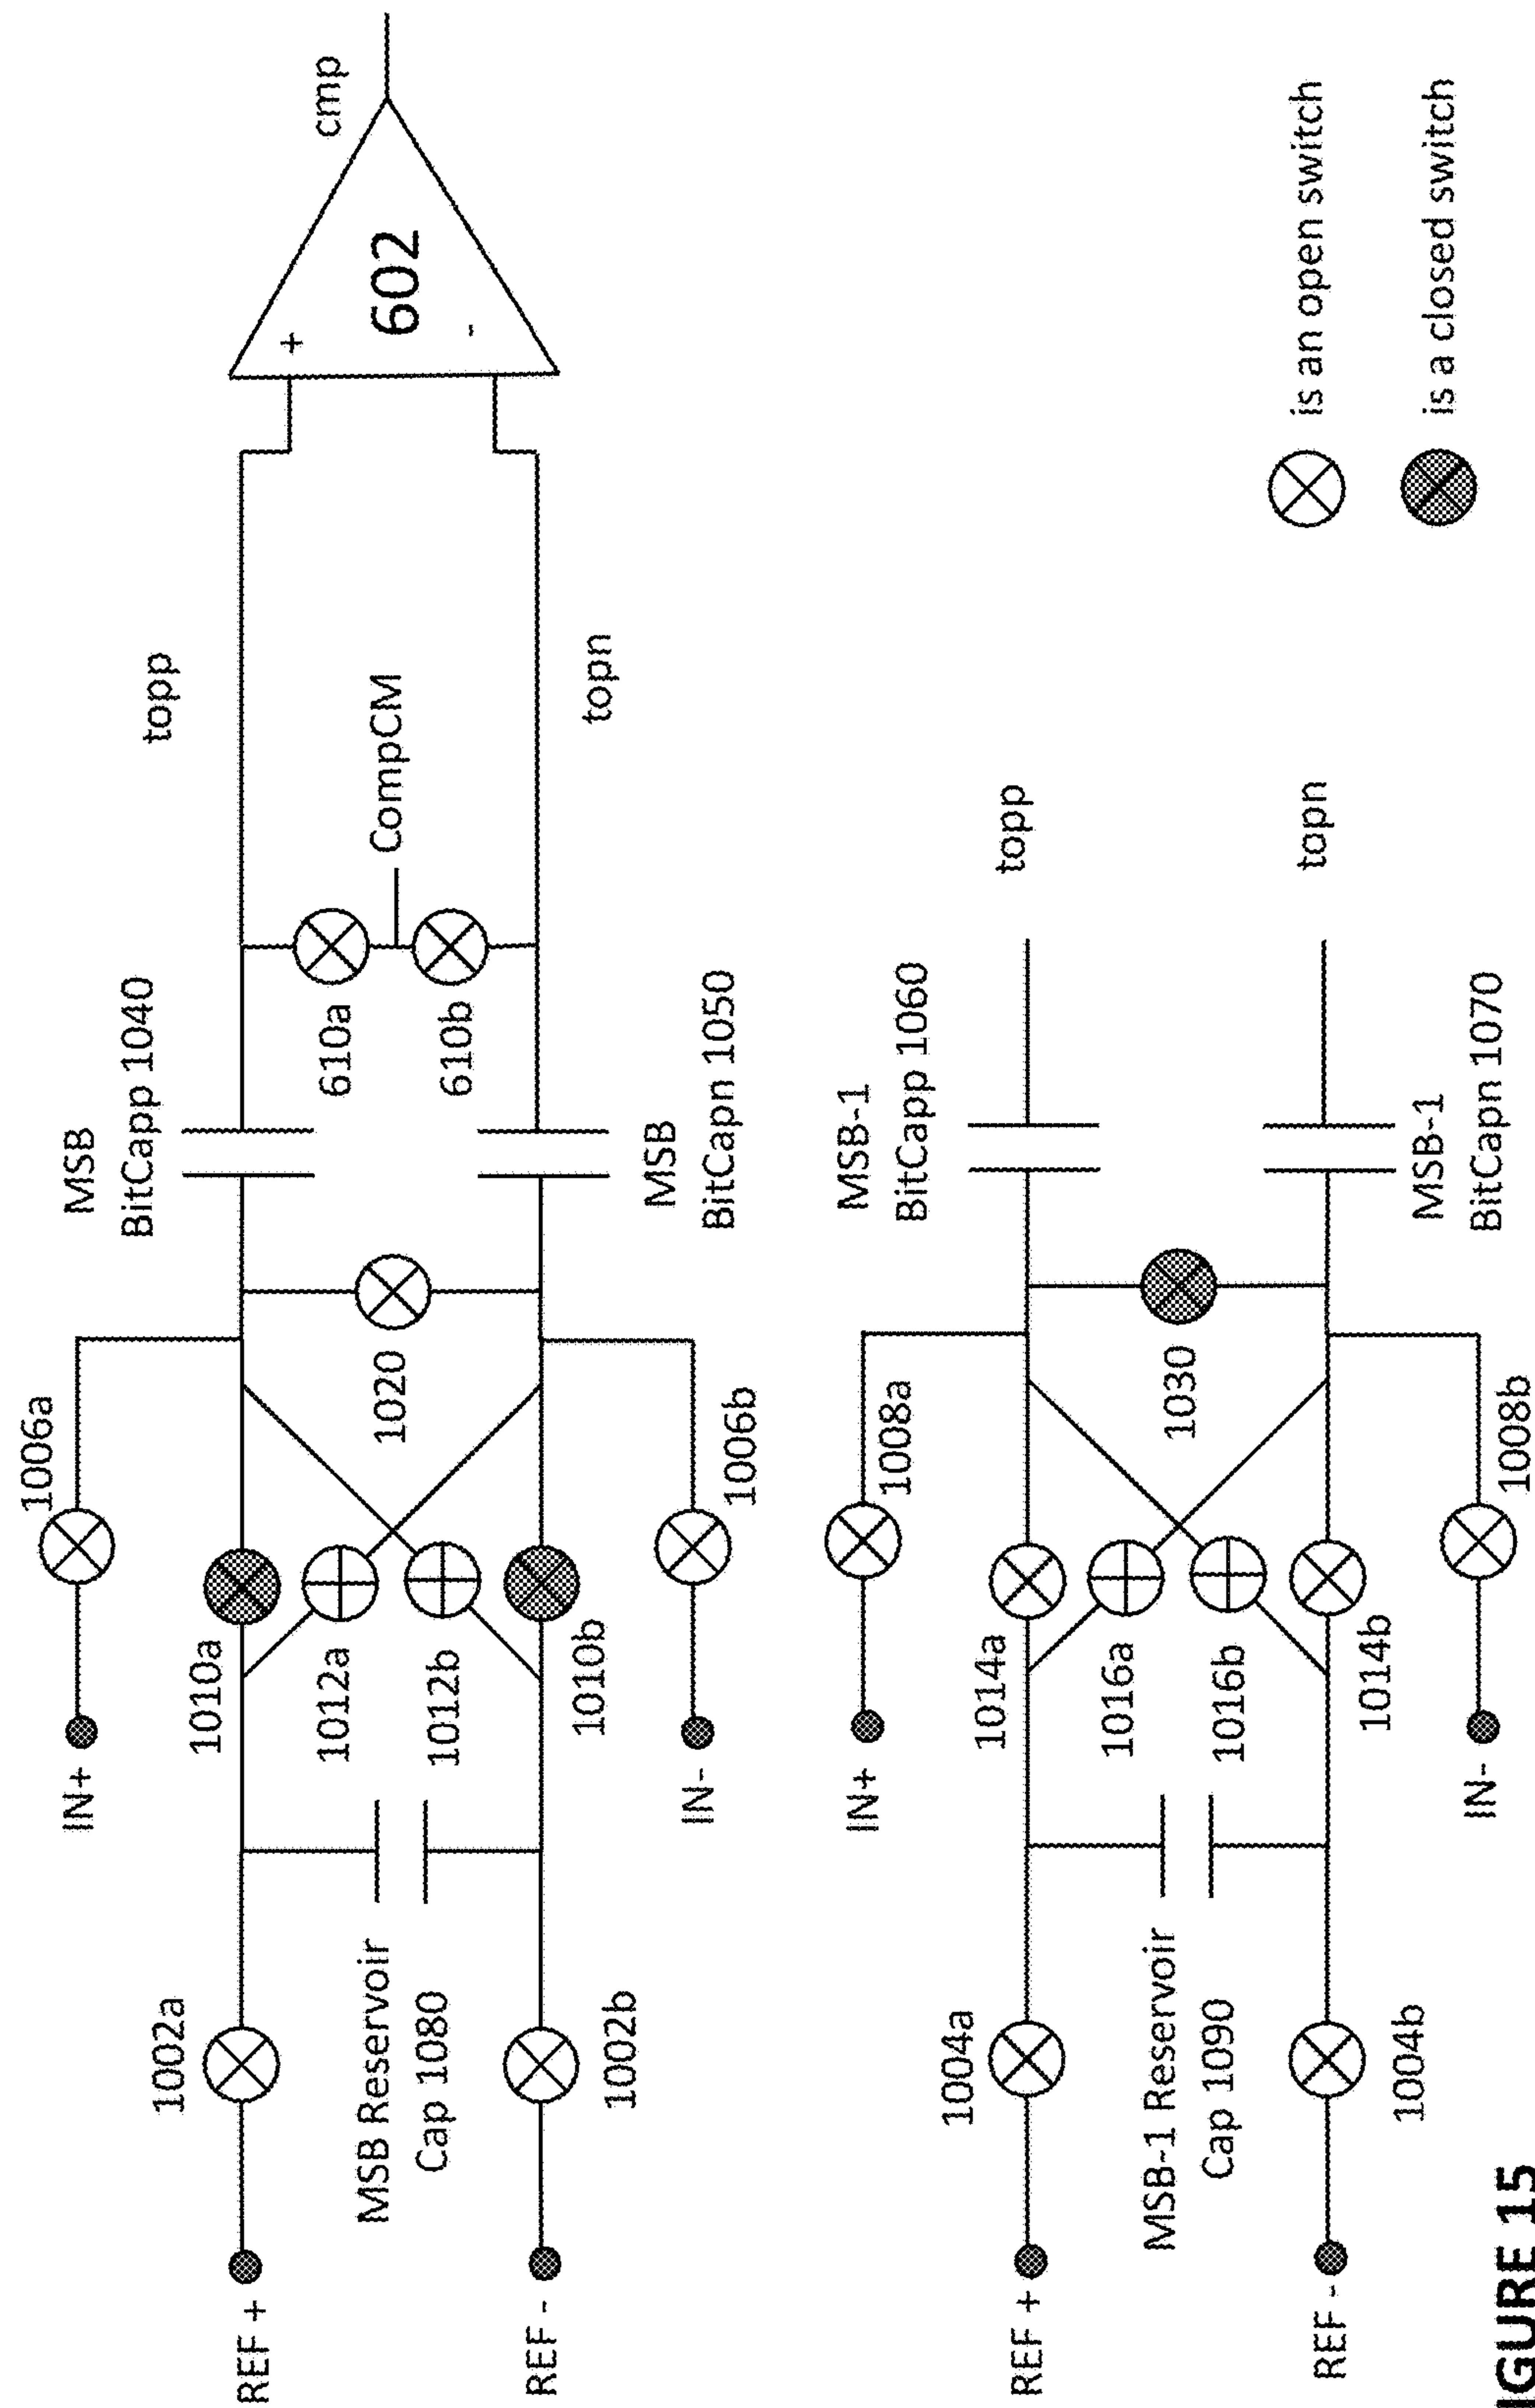 IN+
1006a
MSB
BitCapp 1040
topp
cmp
REF +
1002a
1010a
MSB Reservoir
Cap 1080
1012a
1012b
1020
610a
610b
CompCM
+
602
-
REF -
1002b
1010b
MSB
BitCapn 1050
topn
IN-
1006b
IN+
1008a
MSB-1
BitCapp 1060
topp
REF +
1004a
1014a
MSB-1 Reservoir
Cap 1090
1016a
1016b
1030
REF -
1004b
1014b
MSB-1
BitCapn 1070
topn
IN-
1008b
is an open switch
is a closed switch
IGURE 15